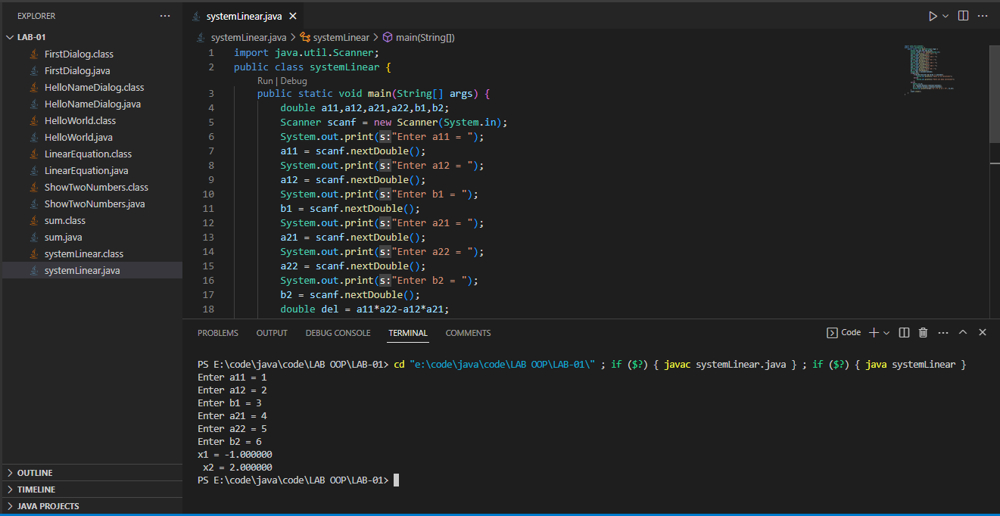 EXPLORER
LAB-01
FirstDialog.class
FirstDialog.java
HelloNameDialog.class
HelloNameDialog.java
HelloWorld.class
HelloWorld.java
LinearEquation.class
LinearEquation.java
ShowTwoNumbers.class
ShowTwoNumbers.java
sum.class
sum.java
systemLinear.class
systemLinear.java
OUTLINE
TIMELINE
JAVA PROJECTS
systemLinear.java
systemLinear.java > systemLinear > main(String[])
1 import java.util.Scanner;
2 public class systemLinear {
Run | Debug
3 public static void main(String[] args) {
4 double a11,a12,a21,a22,b1,b2;
5 Scanner scanf = new Scanner(System.in);
6 System.out.print(s:"Enter a11 = ");
7 a11 = scanf.nextDouble();
8 System.out.print(s:"Enter a12 = ");
9 a12 = scanf.nextDouble();
10 System.out.print(s:"Enter b1 = ");
11 b1 = scanf.nextDouble();
12 System.out.print(s:"Enter a21 = ");
13 a21 = scanf.nextDouble();
14 System.out.print(s:"Enter a22 = ");
15 a22 = scanf.nextDouble();
16 System.out.print(s:"Enter b2 = ");
17 b2 = scanf.nextDouble();
18 double del = a11*a22-a12*a21;
PROBLEMS OUTPUT DEBUG CONSOLE TERMINAL COMMENTS Code
PS E:\code\java\code\LAB OOP\LAB-01> cd "e:\code\java\code\LAB OOP\LAB-01\" ; if ($?) { javac systemLinear.java } ; if ($?) { java systemLinear }
Enter a11 = 1
Enter a12 = 2
Enter b1 = 3
Enter a21 = 4
Enter a22 = 5
Enter b2 = 6
x1 = -1.000000
x2 = 2.000000
PS E:\code\java\code\LAB OOP\LAB-01>